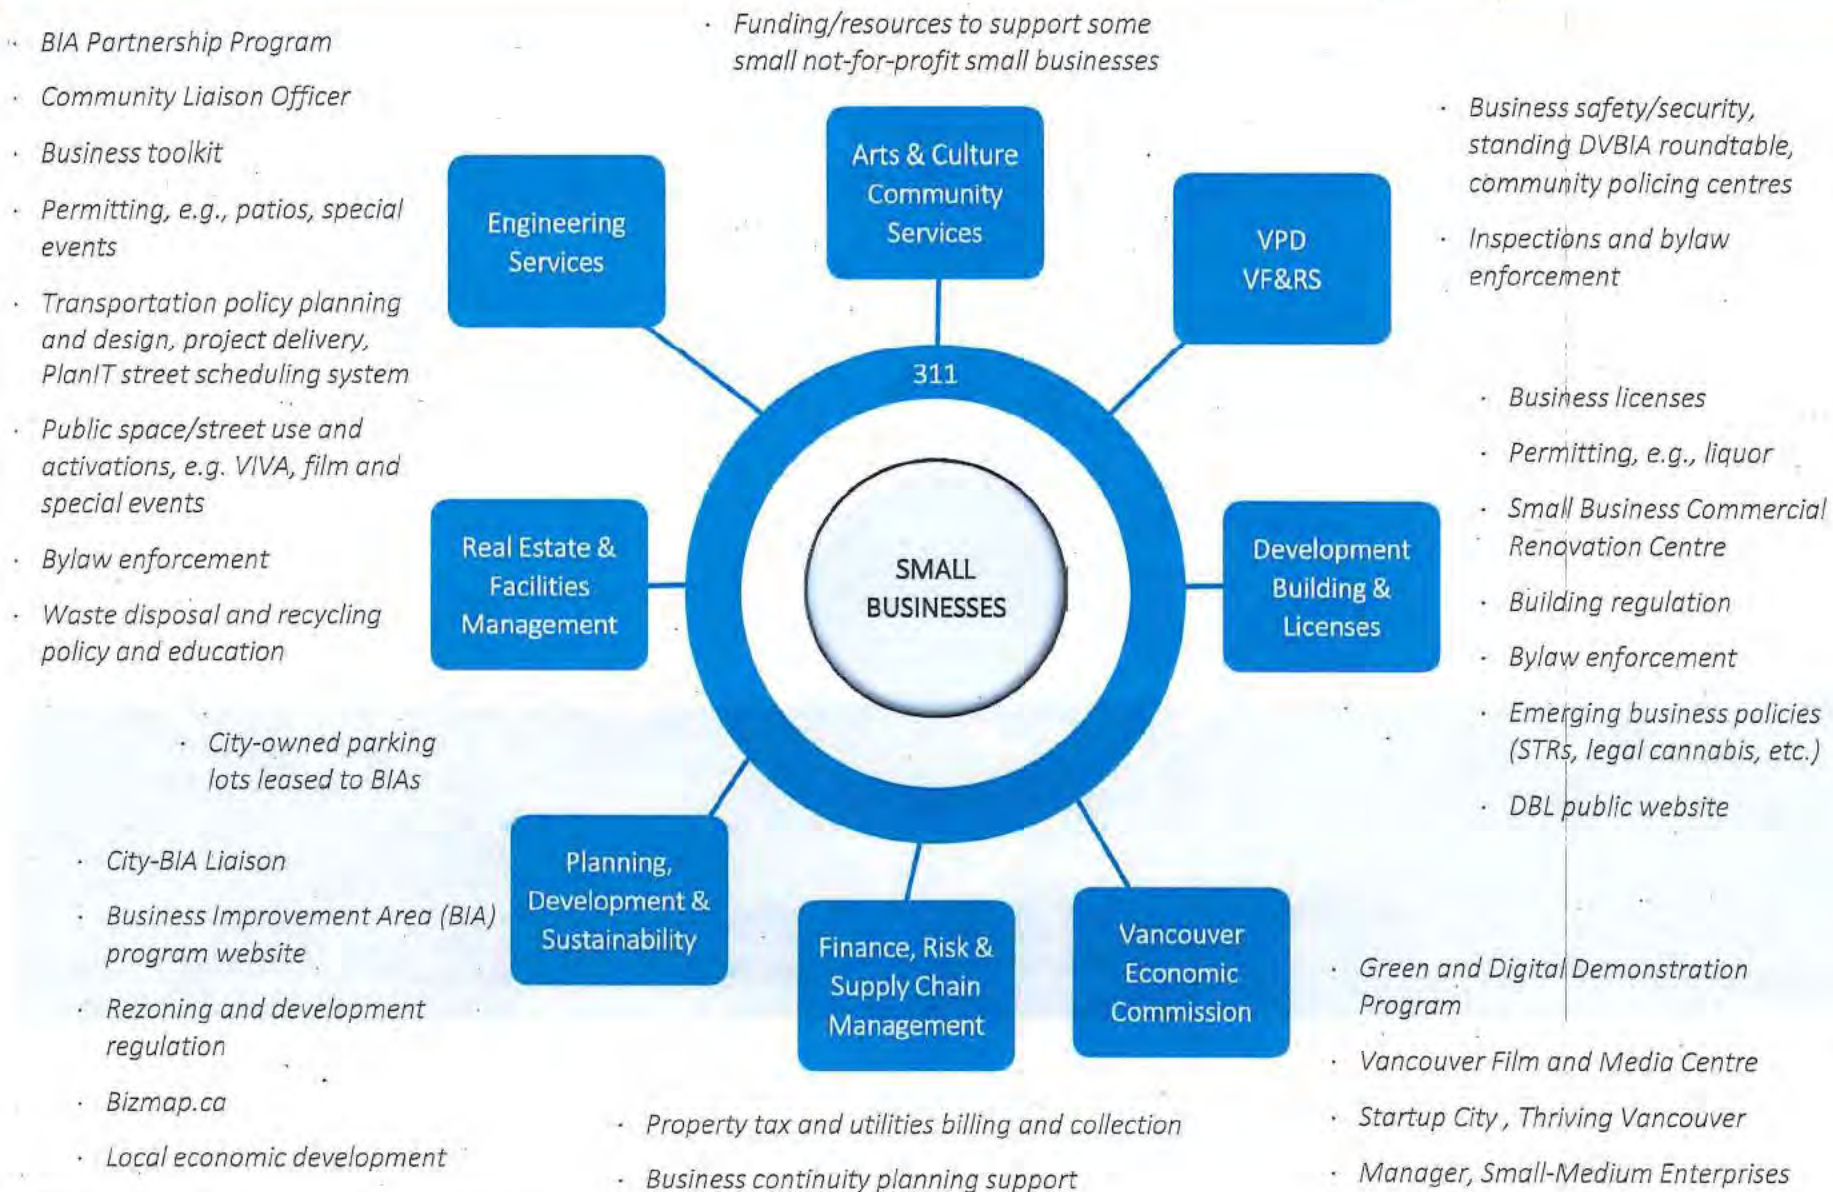 · Funding/resources to support some
small not-for-profit small businesses
· BIA Partnership Program
· Community Liaison Officer
· Business toolkit
· Permitting, e.g., patios, special
events
· Transportation policy planning
and design, project delivery,
PlanIT street scheduling system
· Public space/street use and
activations, e.g. VIVA, film and
special events
· Bylaw enforcement
· Waste disposal and recycling
policy and education
Engineering
Services
Arts & Culture
Community
Services
VPD
VF&RS
· Business safety/security,
standing DVBIA roundtable,
community policing centres
· Inspections and bylaw
enforcement
311
SMALL
BUSINESSES
Real Estate &
Facilities
Management
· City-owned parking
lots leased to BIAs
Development
Building &
Licenses
· Business licenses
· Permitting, e.g., liquor
· Small Business Commercial
Renovation Centre
· Building regulation
· Bylaw enforcement
· Emerging business policies
(STRs, legal cannabis, etc.)
· DBL public website
Planning,
Development &
Sustainability
· City-BIA Liaison
· Business Improvement Area (BIA)
program website
· Rezoning and development
regulation
· Bizmap.ca
· Local economic development
Finance, Risk &
Supply Chain
Management
· Property tax and utilities billing and collection
· Business continuity planning support
Vancouver
Economic
Commission
· Green and Digital Demonstration
Program
· Vancouver Film and Media Centre
· Startup City , Thriving Vancouver
· Manager, Small-Medium Enterprises